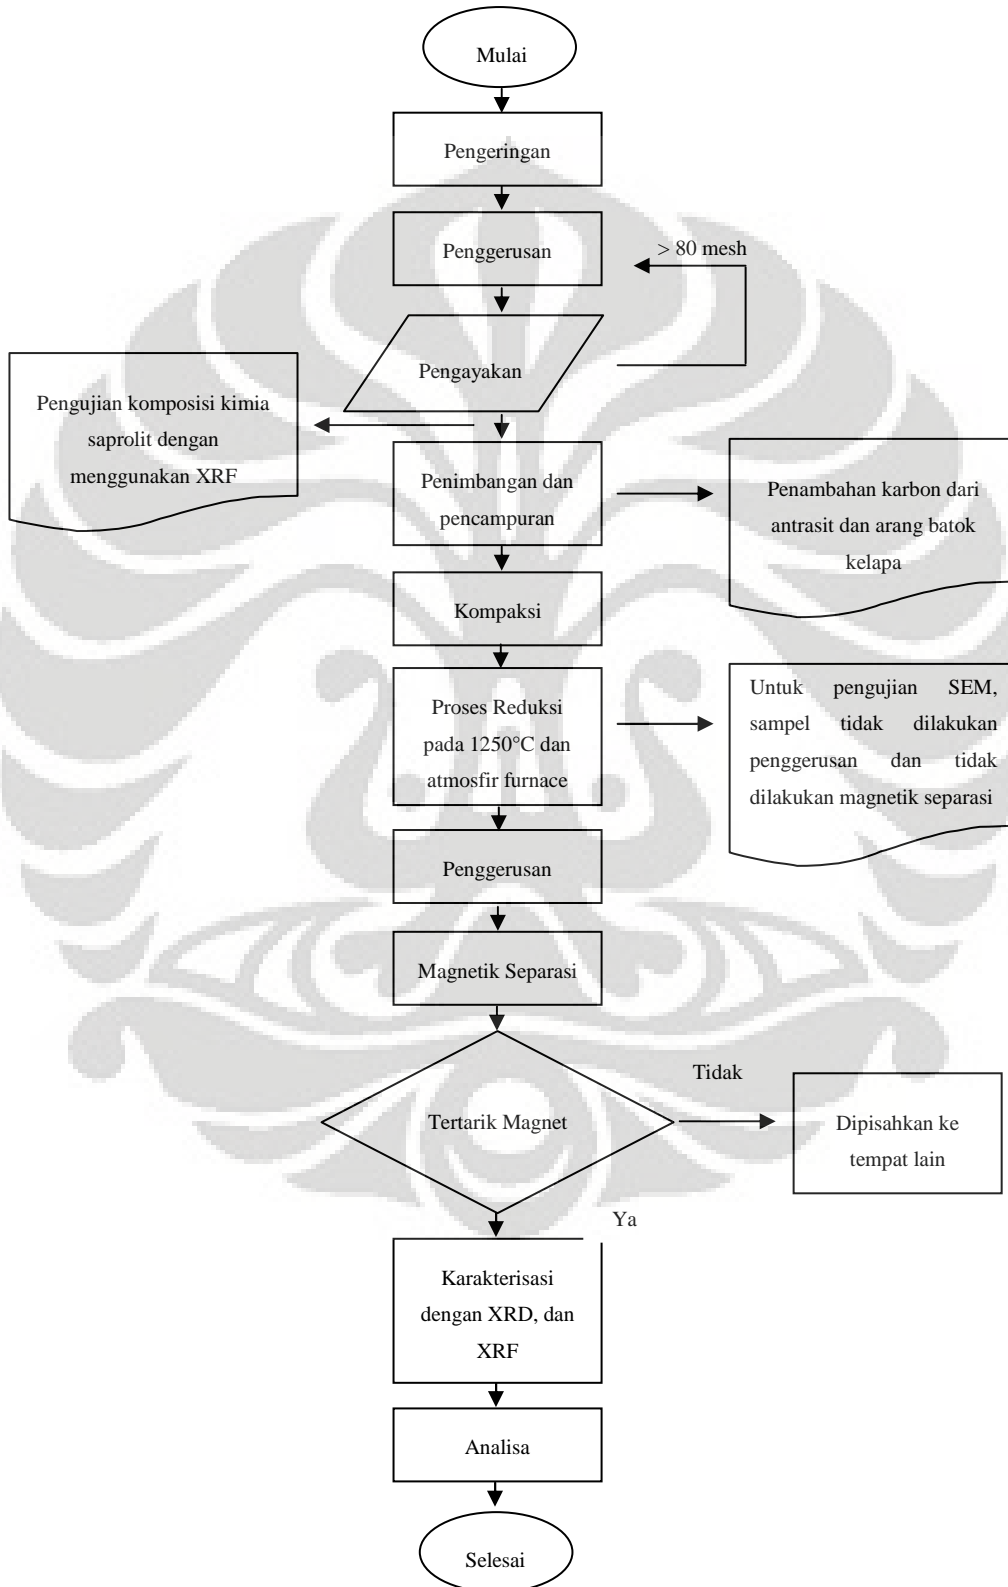 Mulai
Pengeringan
Penggerusan
> 80 mesh
Pengayakan
Pengujian komposisi kimia
saprolit dengan
menggunakan XRF
Penimbangan dan
pencampuran
Penambahan karbon dari
antrasit dan arang batok
kelapa
Kompaksi
Proses Reduksi
pada 1250°C dan
atmosfir furnace
Untuk pengujian SEM,
sampel tidak dilakukan
penggerusan dan tidak
dilakukan magnetik separasi
Penggerusan
Magnetik Separasi
Tertarik Magnet
Tidak
Dipisahkan ke
tempat lain
Ya
Karakterisasi
dengan XRD, dan
XRF
Analisa
Selesai